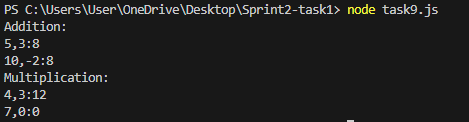 PS C:\Users\User\OneDrive\Desktop\Sprint2-task1> node task9.js
Addition:
5,3:8
10,-2:8
Multiplication:
4,3:12
7,0:0